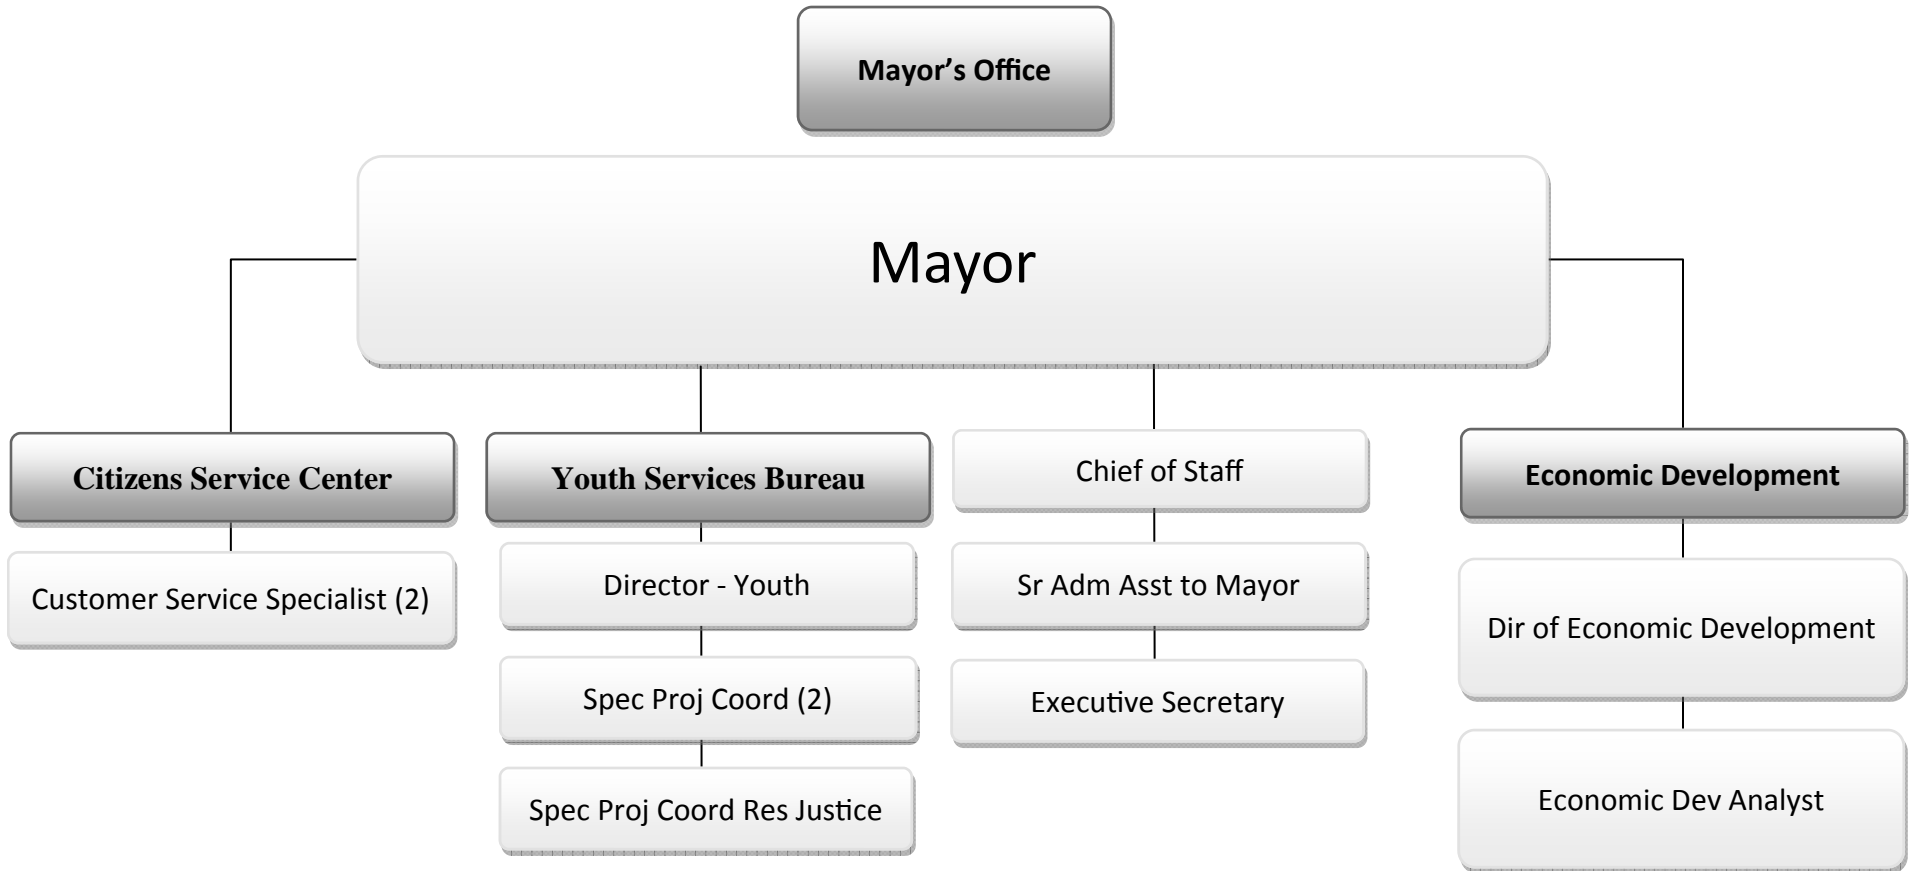 Mayor’s Office
Mayor
Citizens Service Center
Customer Service Specialist (2)
Youth Services Bureau
Director - Youth
Spec Proj Coord (2)
Spec Proj Coord Res Justice
Chief of Staff
Sr Adm Asst to Mayor
Executive Secretary
Economic Development
Dir of Economic Development
Economic Dev Analyst